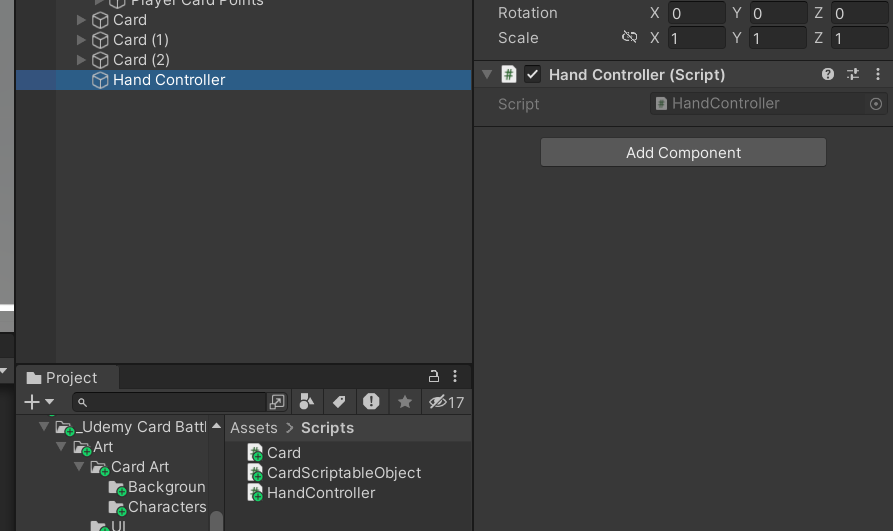 Player Card Points
Card
Card (1)
Card (2)
Hand Controller
Rotation X 0 Y 0 Z 0
Scale X 1 Y 1 Z 1
# Hand Controller (Script)
Script # HandController
Add Component
Project
17
_Udemy Card Battl
Art
Card Art
Backgroun
Characters
UI
Assets > Scripts
Card
CardScriptableObject
HandController